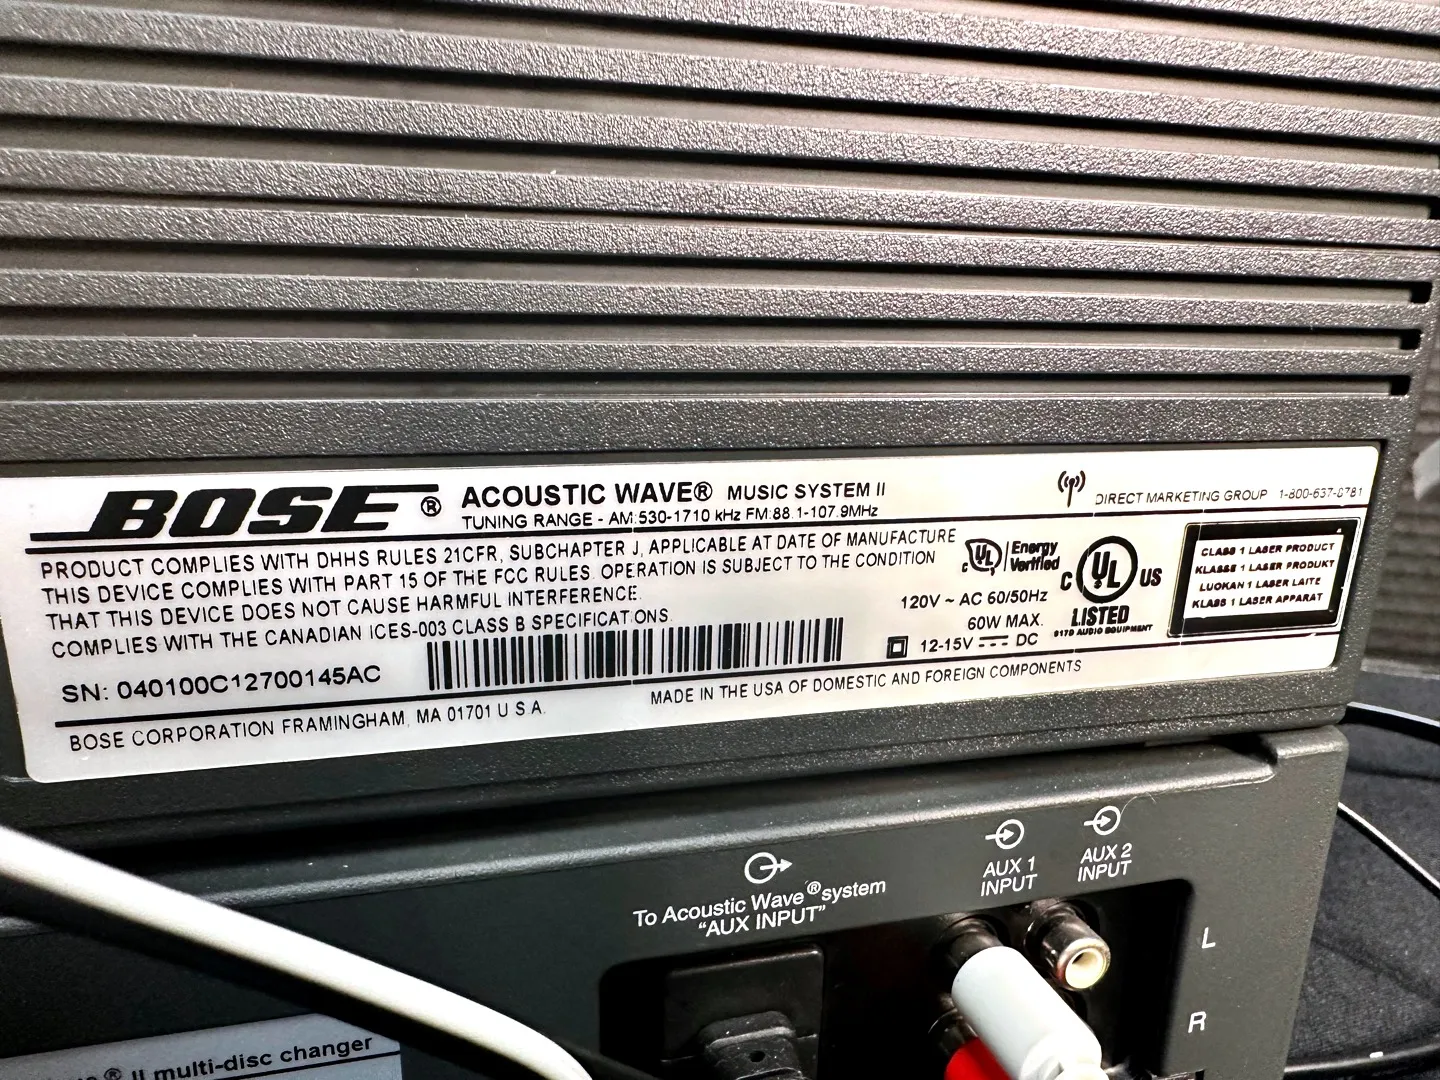 BOSE® ACOUSTIC WAVE® MUSIC SYSTEM II
TUNING RANGE - AM:530-1710 kHz FM:88.1-107.9MHz
DIRECT MARKETING GROUP 1-800-637-0781
PRODUCT COMPLIES WITH DHHS RULES 21CFR, SUBCHAPTER J, APPLICABLE AT DATE OF MANUFACTURE
THIS DEVICE COMPLIES WITH PART 15 OF THE FCC RULES. OPERATION IS SUBJECT TO THE CONDITION
THAT THIS DEVICE DOES NOT CAUSE HARMFUL INTERFERENCE.
COMPLIES WITH THE CANADIAN ICES-003 CLASS B SPECIFICATIONS.
SN: 040100C12700145AC
BOSE CORPORATION FRAMINGHAM, MA 01701 U.S.A.
MADE IN THE USA OF DOMESTIC AND FOREIGN COMPONENTS
c UL Energy
Verified
120V ~ AC 60/50Hz
60W MAX.
12-15V DC
C UL US
LISTED
917D AUDIO EQUIPMENT
CLASS 1 LASER PRODUCT
KLASSE 1 LASER PRODUKT
LUOKAN 1 LASER LAITE
KLASS 1 LASER APPARAT
To Acoustic Wave® system
"AUX INPUT"
AUX 1
INPUT
AUX 2
INPUT
L
R
® II multi-disc changer